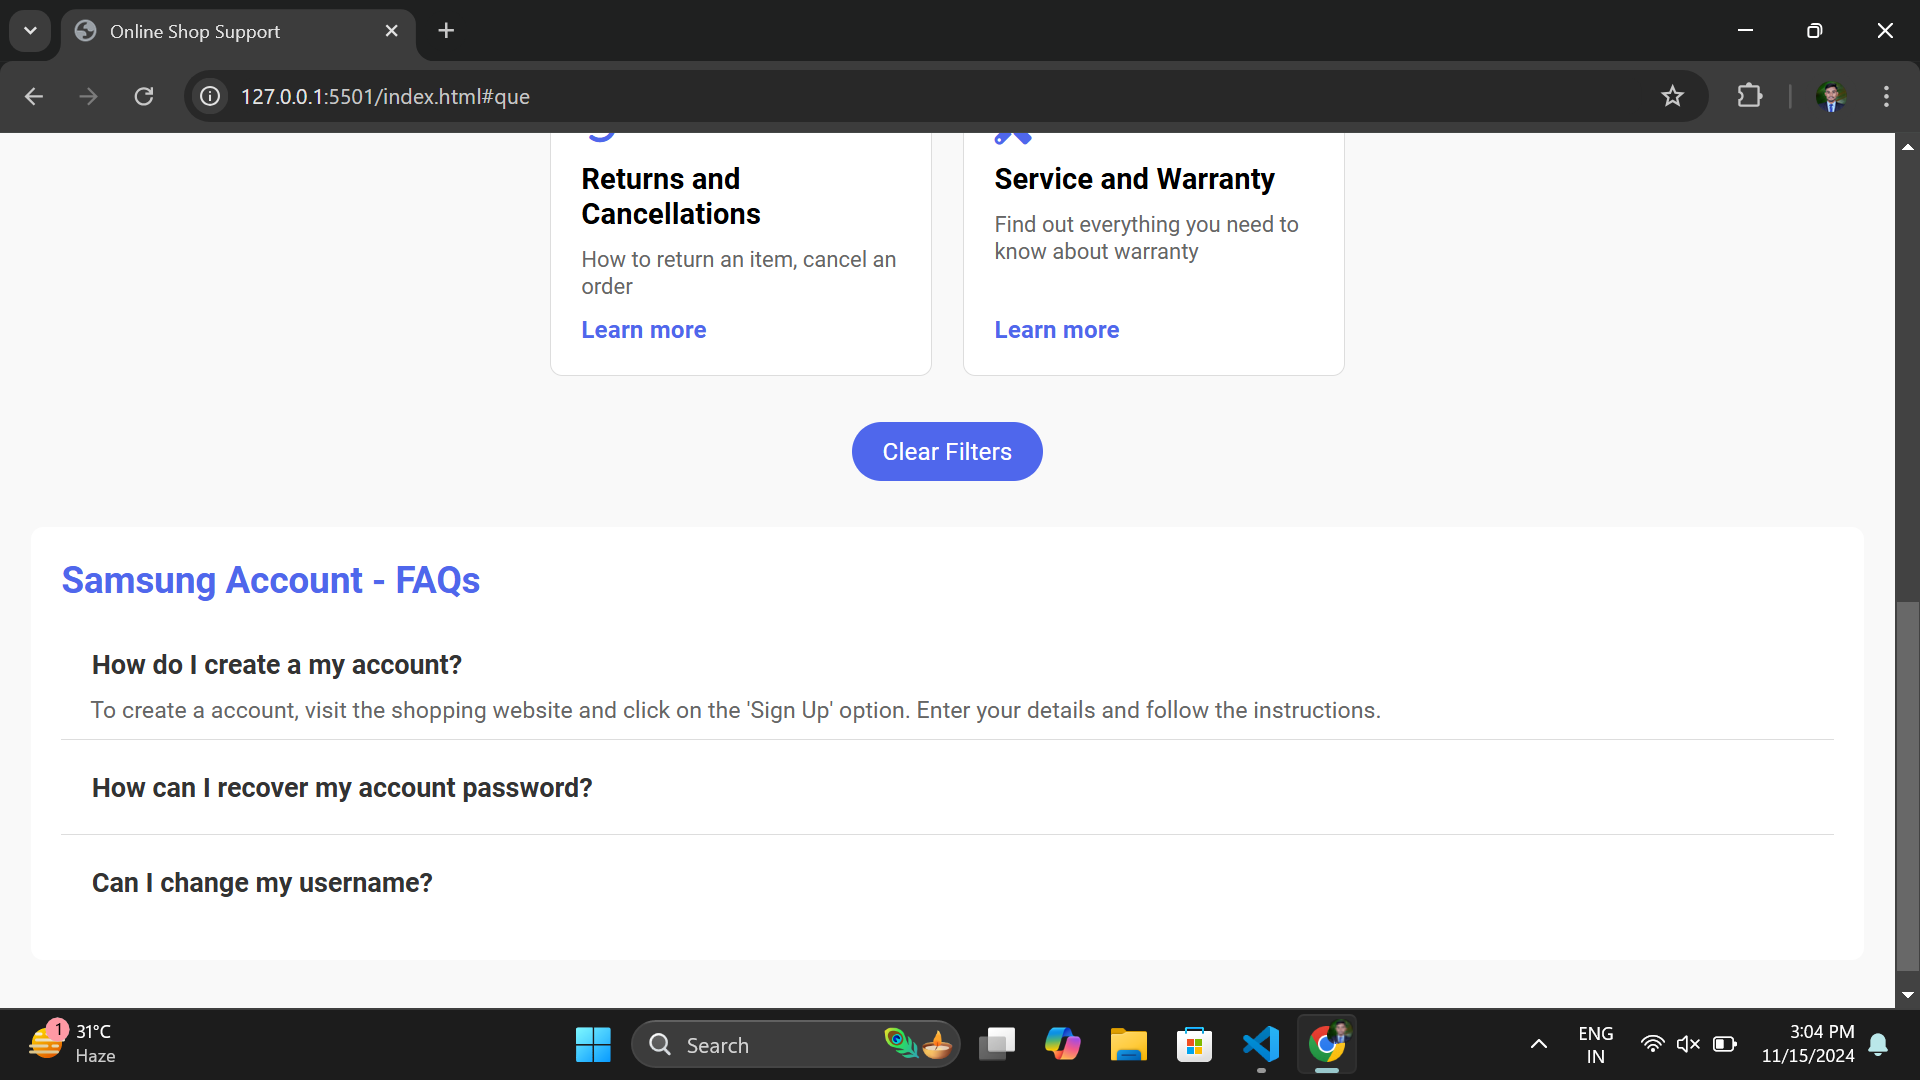 Online Shop Support
127.0.0.1:5501/index.html#que
Returns and
Cancellations
How to return an item, cancel an
order
Learn more
Service and Warranty
Find out everything you need to
know about warranty
Learn more
Clear Filters
Samsung Account - FAQs
How do I create a my account?
To create a account, visit the shopping website and click on the 'Sign Up' option. Enter your details and follow the instructions.
How can I recover my account password?
Can I change my username?
1
31°C
Haze
Search
ENG
IN
3:04 PM
11/15/2024